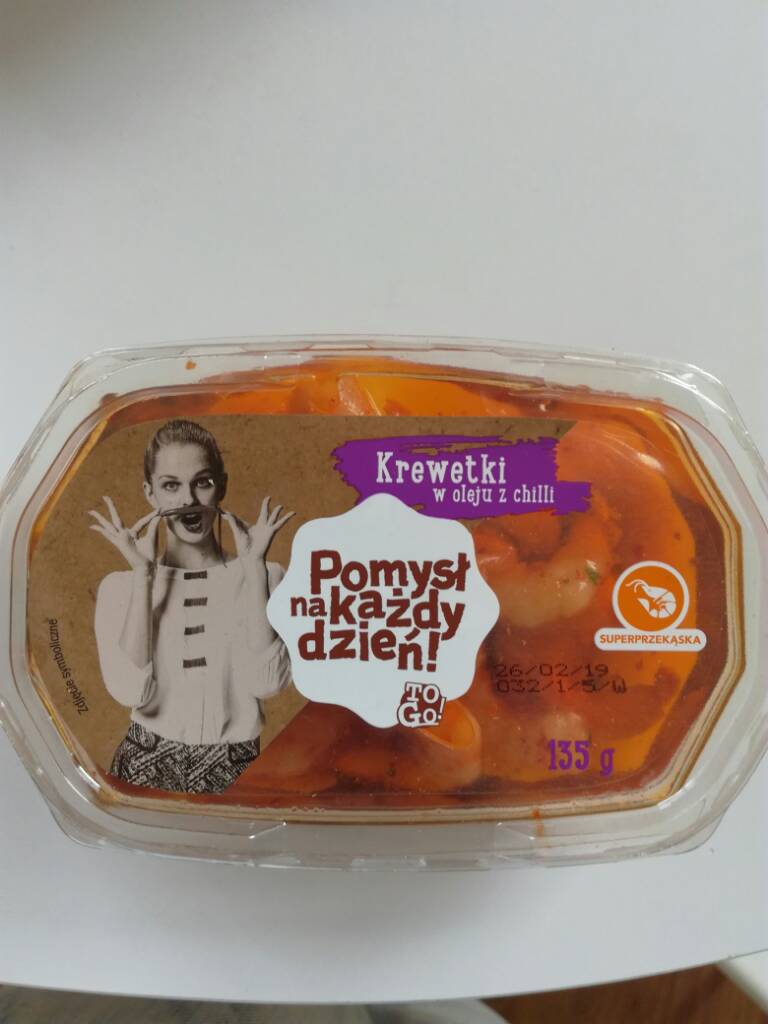 Krewetki
w oleju z chilli
Pomysł
na każdy
dzień!
TO
GO!
SUPERPRZEKĄSKA
26/02/19
032/1/5/W
135 g
Zdjęcie symboliczne